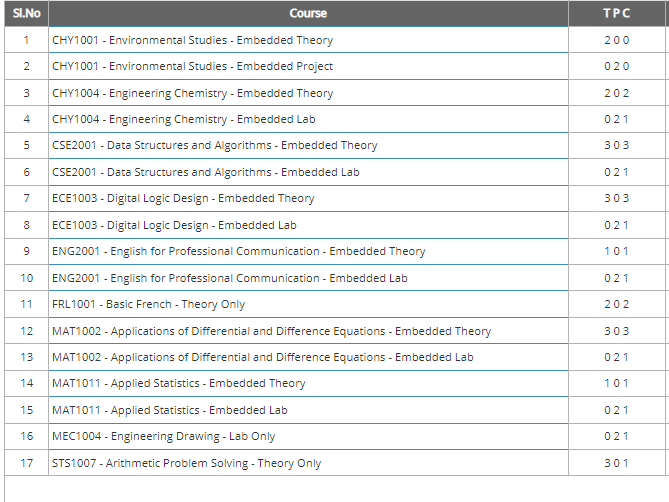 Sl.No Course T P C
1 CHY1001 - Environmental Studies - Embedded Theory 2 0 0
2 CHY1001 - Environmental Studies - Embedded Project 0 2 0
3 CHY1004 - Engineering Chemistry - Embedded Theory 2 0 2
4 CHY1004 - Engineering Chemistry - Embedded Lab 0 2 1
5 CSE2001 - Data Structures and Algorithms - Embedded Theory 3 0 3
6 CSE2001 - Data Structures and Algorithms - Embedded Lab 0 2 1
7 ECE1003 - Digital Logic Design - Embedded Theory 3 0 3
8 ECE1003 - Digital Logic Design - Embedded Lab 0 2 1
9 ENG2001 - English for Professional Communication - Embedded Theory 1 0 1
10 ENG2001 - English for Professional Communication - Embedded Lab 0 2 1
11 FRL1001 - Basic French - Theory Only 2 0 2
12 MAT1002 - Applications of Differential and Difference Equations - Embedded Theory 3 0 3
13 MAT1002 - Applications of Differential and Difference Equations - Embedded Lab 0 2 1
14 MAT1011 - Applied Statistics - Embedded Theory 1 0 1
15 MAT1011 - Applied Statistics - Embedded Lab 0 2 1
16 MEC1004 - Engineering Drawing - Lab Only 0 2 1
17 STS1007 - Arithmetic Problem Solving - Theory Only 3 0 1